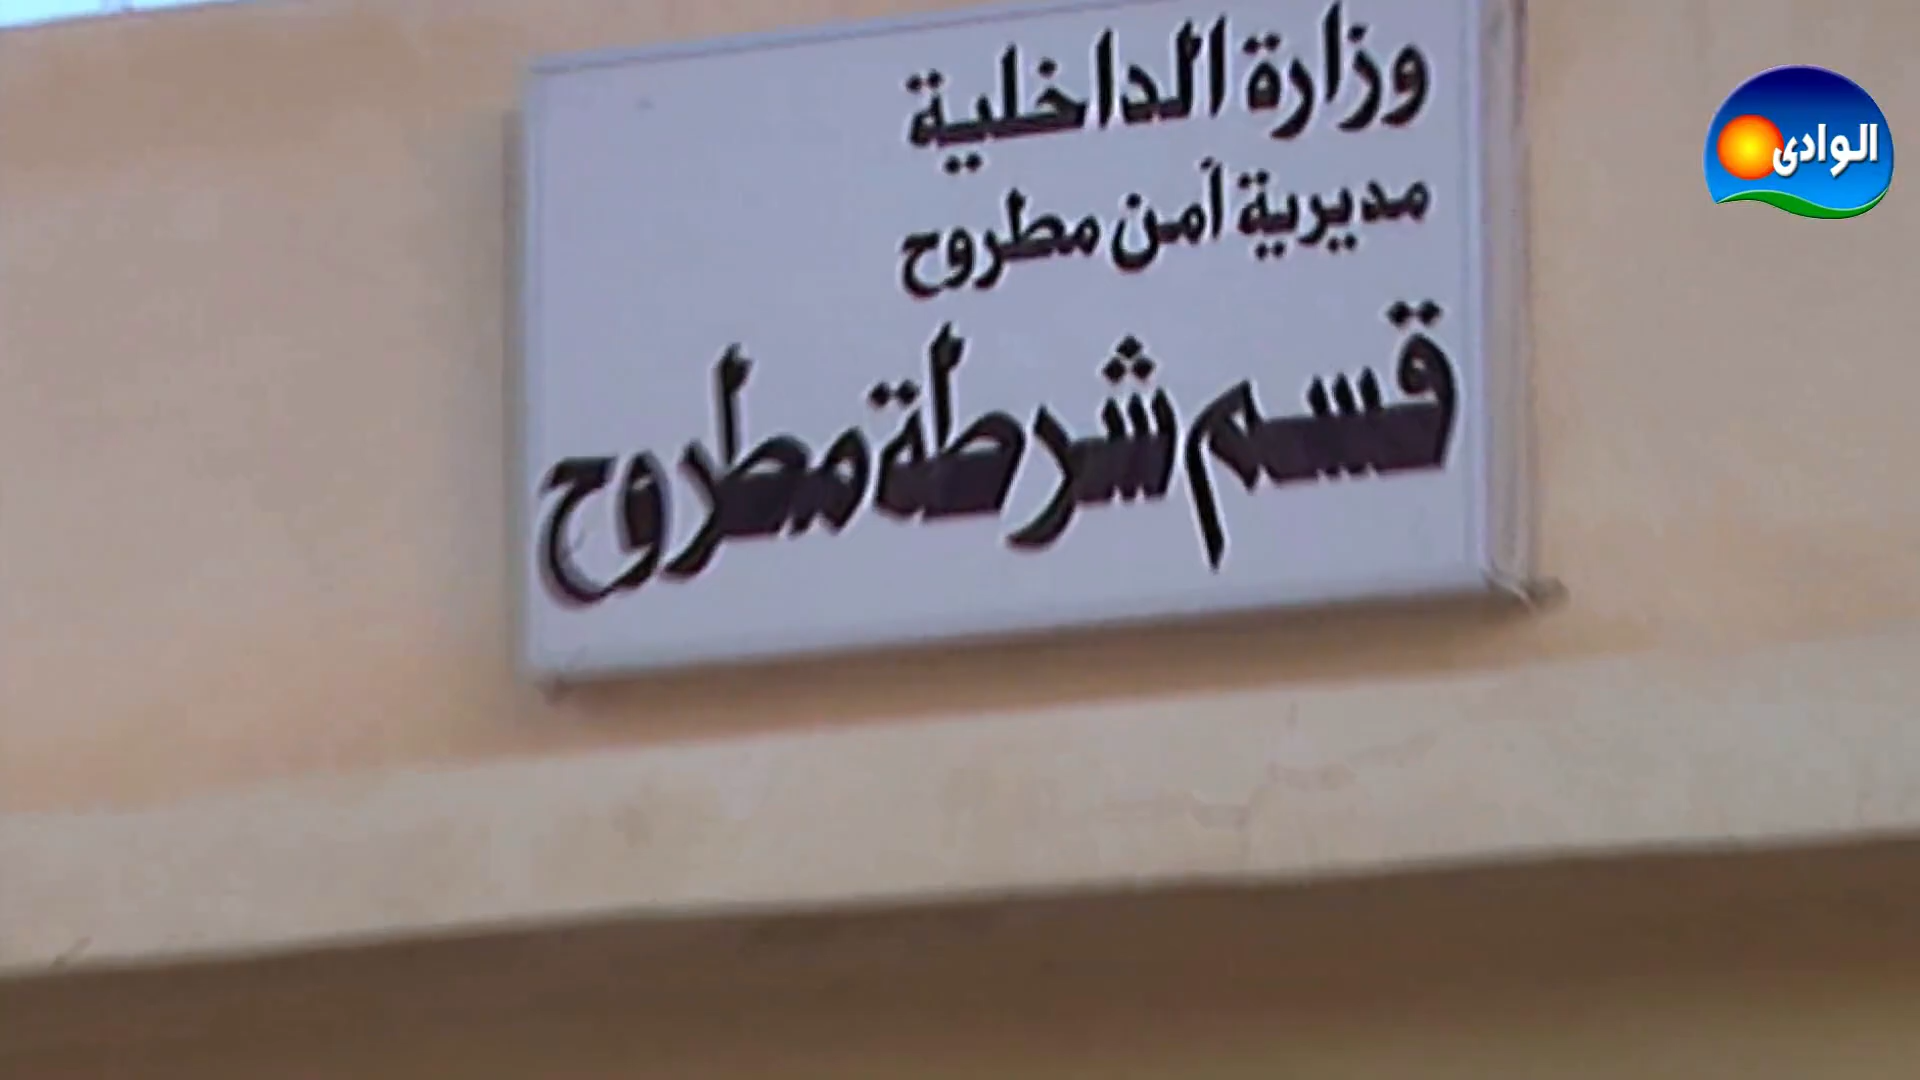 وزارة الداخلية
مديرية أمن مطروح
قسم شرطة مطروح
الوادى